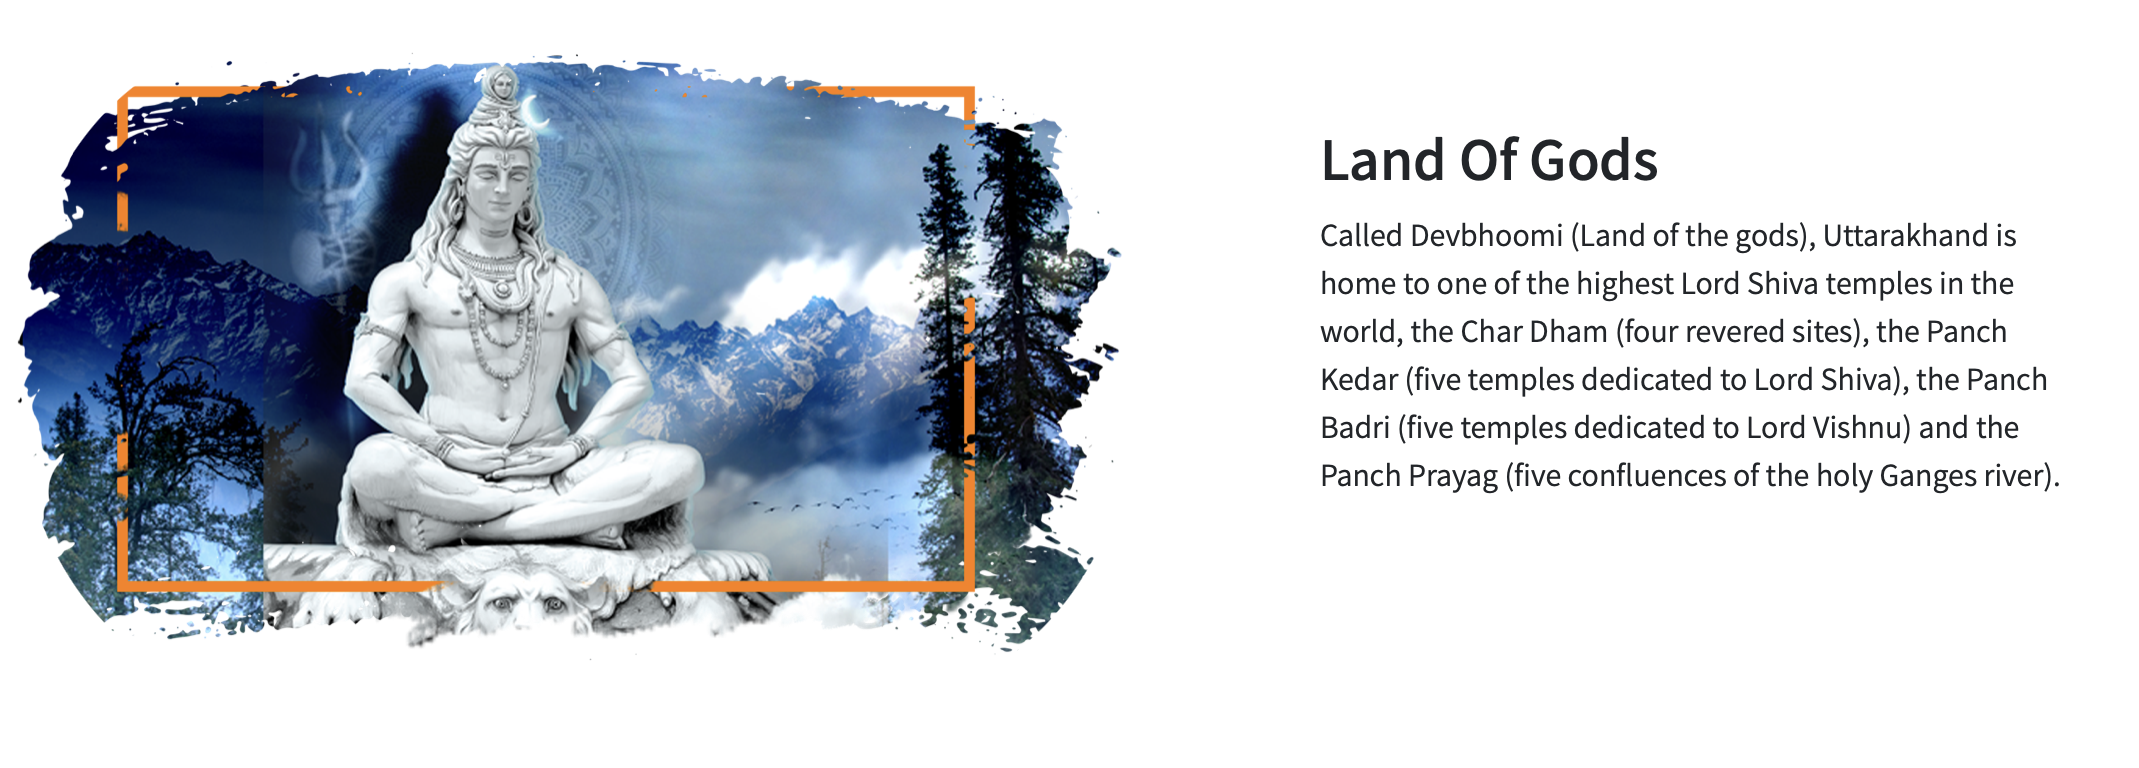 Land Of Gods
Called Devbhoomi (Land of the gods), Uttarakhand is
home to one of the highest Lord Shiva temples in the
world, the Char Dham (four revered sites), the Panch
Kedar (five temples dedicated to Lord Shiva), the Panch
Badri (five temples dedicated to Lord Vishnu) and the
Panch Prayag (five confluences of the holy Ganges river).